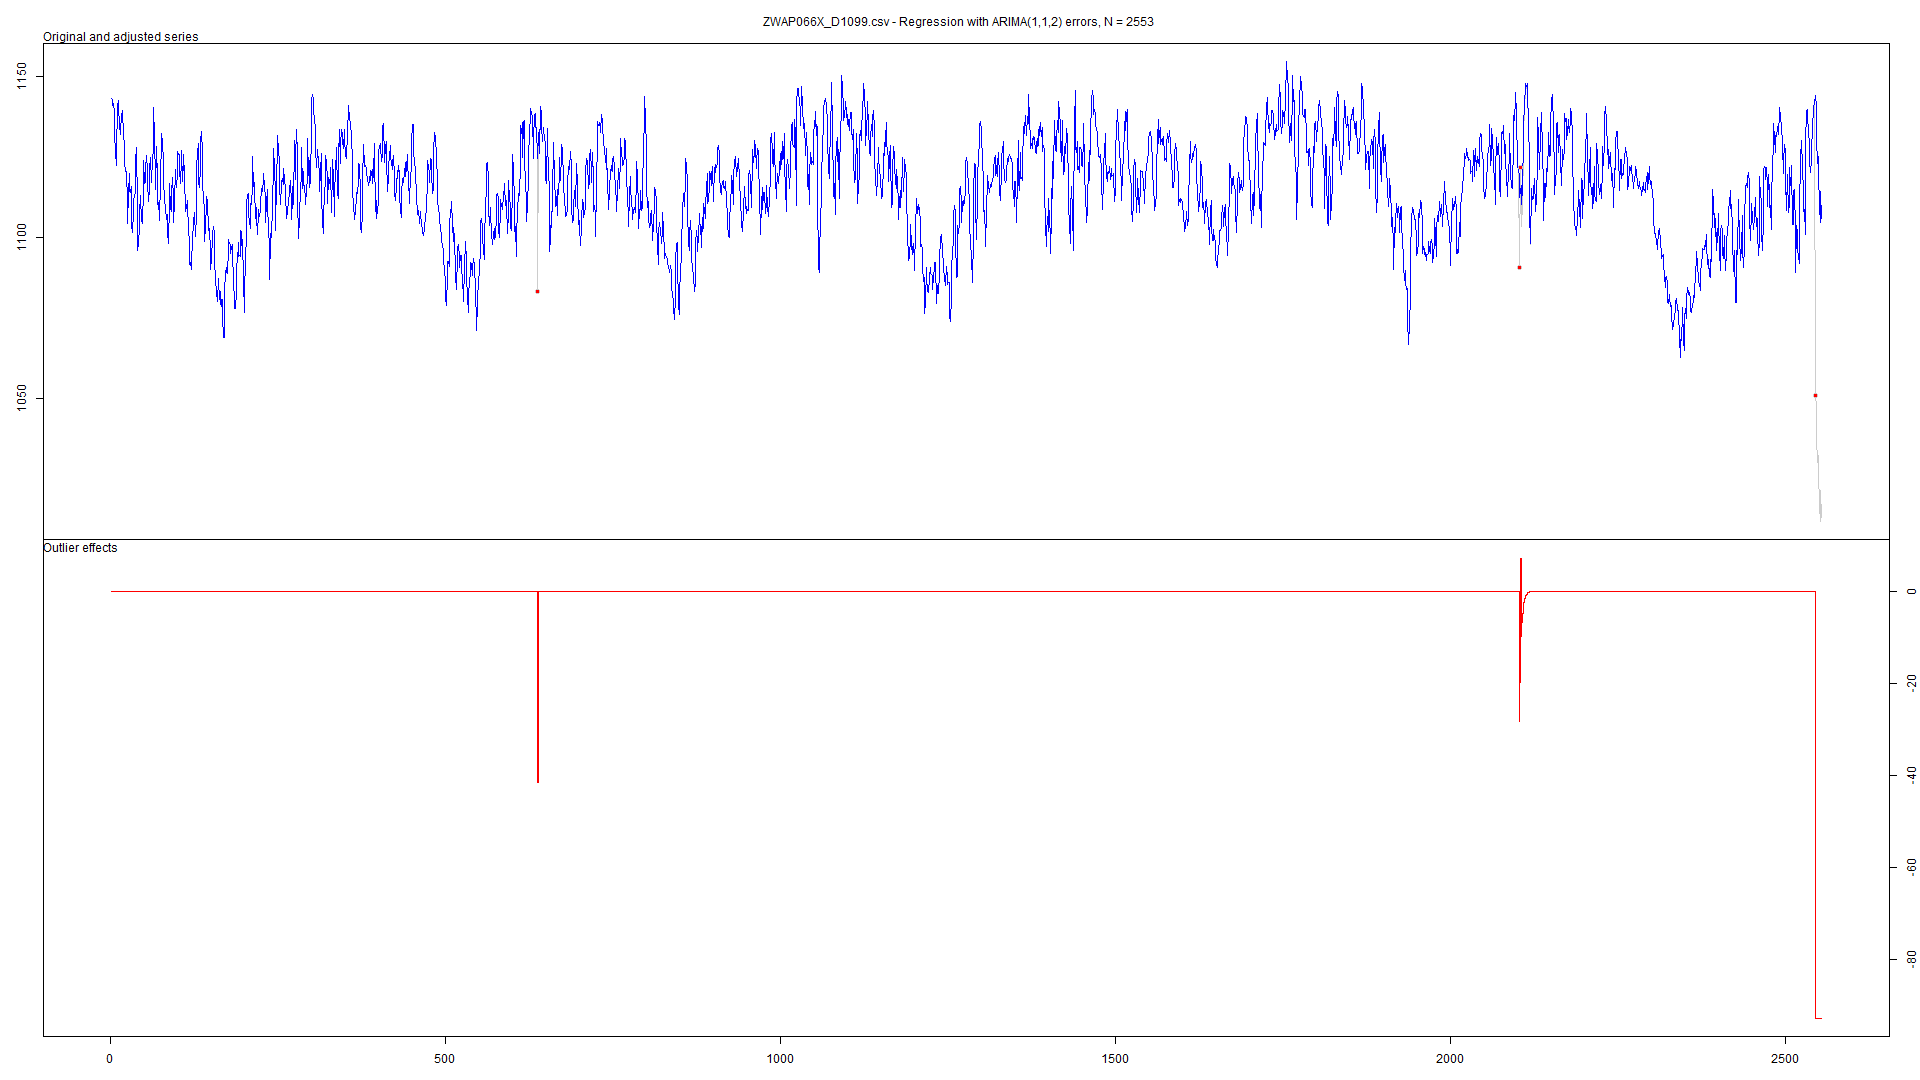 ZWAP066X_D1099.csv - Regression with ARIMA(1,1,2) errors, N = 2553
Original and adjusted series
1150
1100
1050
Outlier effects
0
-20
-40
-60
-80
0 500 1000 1500 2000 2500